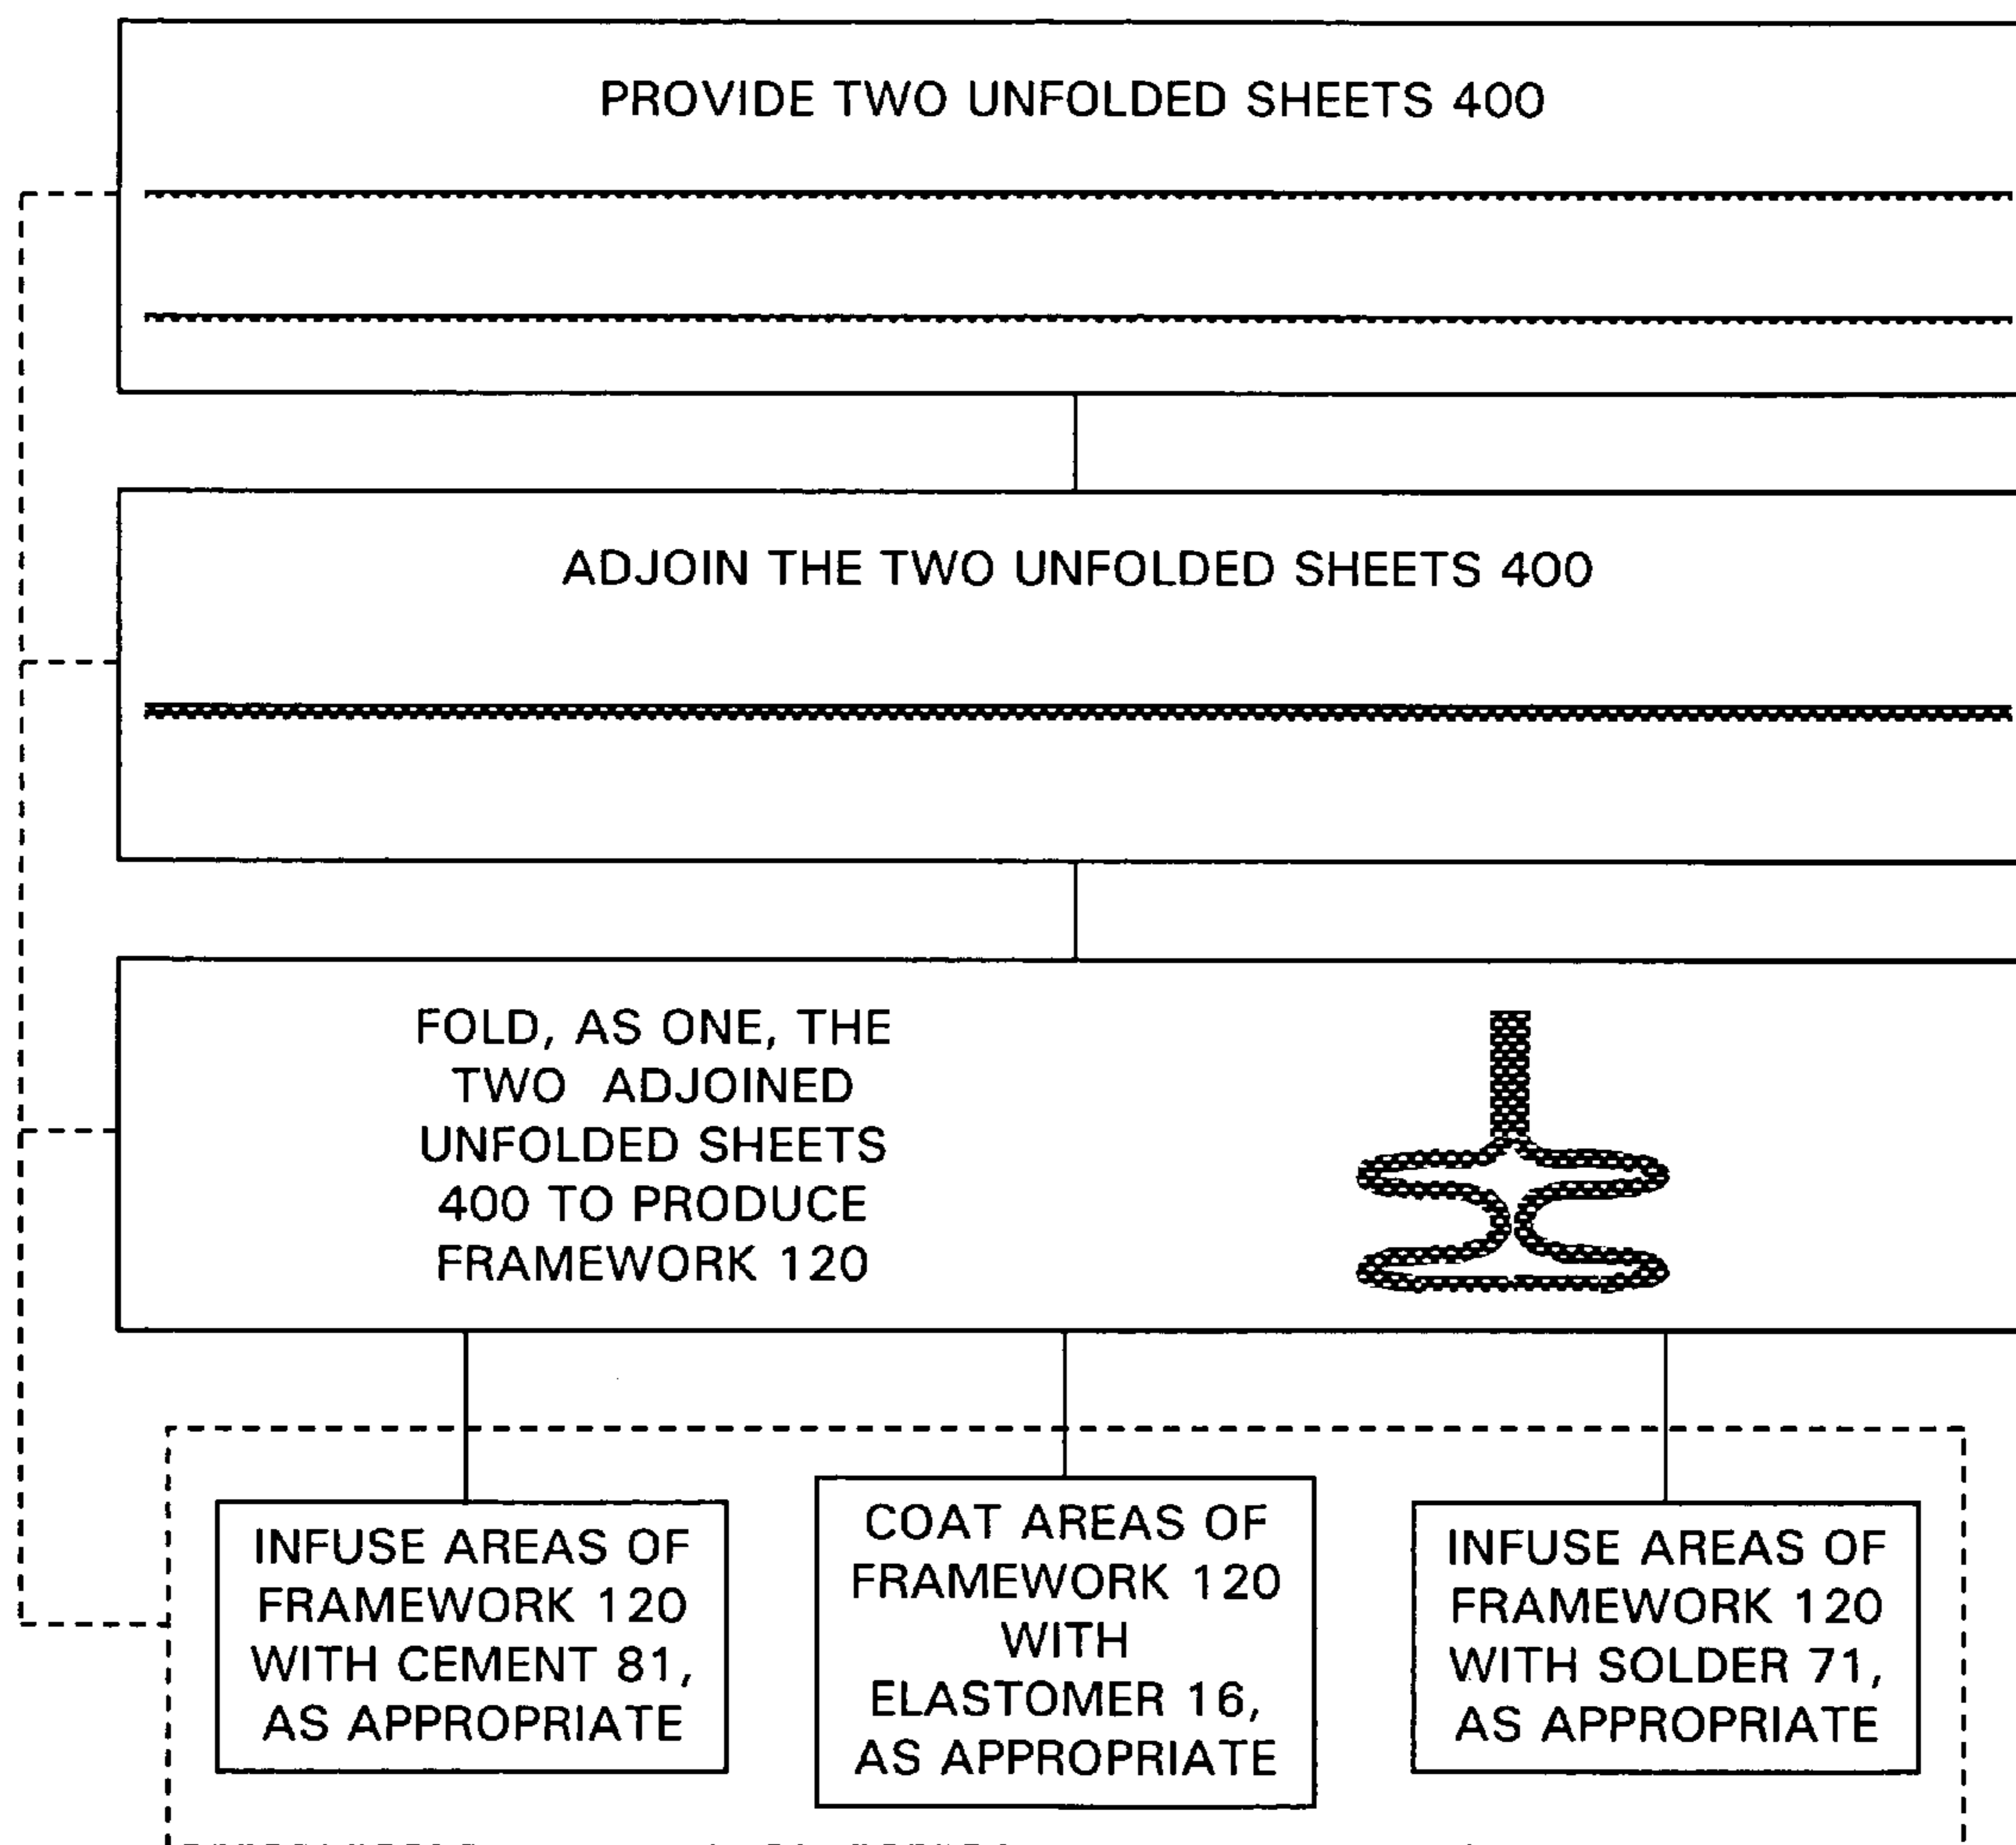 PROVIDE TWO UNFOLDED SHEETS 400
ADJOIN THE TWO UNFOLDED SHEETS 400
FOLD, AS ONE, THE
TWO ADJOINED
UNFOLDED SHEETS
400 TO PRODUCE
FRAMEWORK 120
INFUSE AREAS OF
FRAMEWORK 120
WITH CEMENT 81,
AS APPROPRIATE
COAT AREAS OF
FRAMEWORK 120
WITH
ELASTOMER 16,
AS APPROPRIATE
INFUSE AREAS OF
FRAMEWORK 120
WITH SOLDER 71,
AS APPROPRIATE